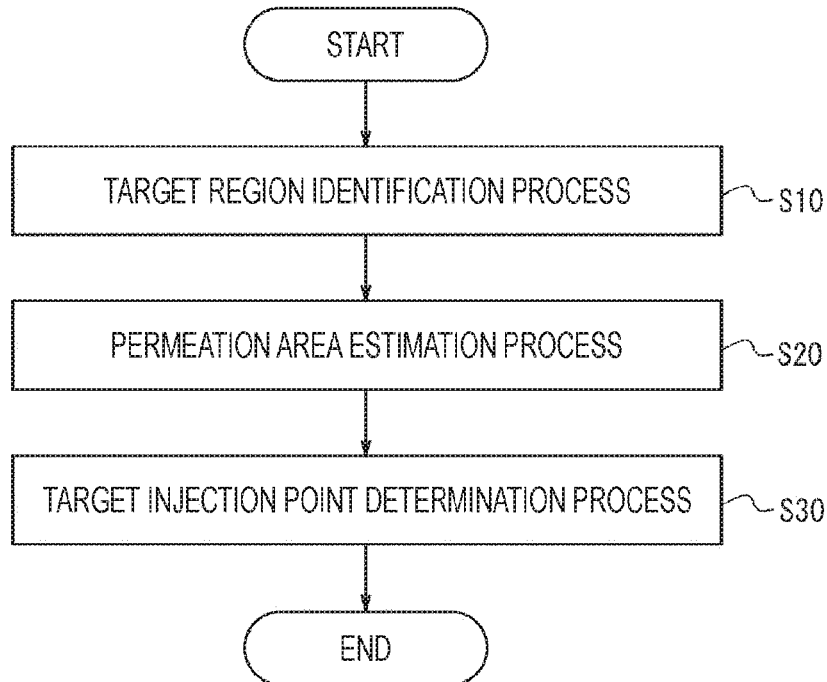 START
TARGET REGION IDENTIFICATION PROCESS
S10
PERMEATION AREA ESTIMATION PROCESS
S20
TARGET INJECTION POINT DETERMINATION PROCESS
S30
END